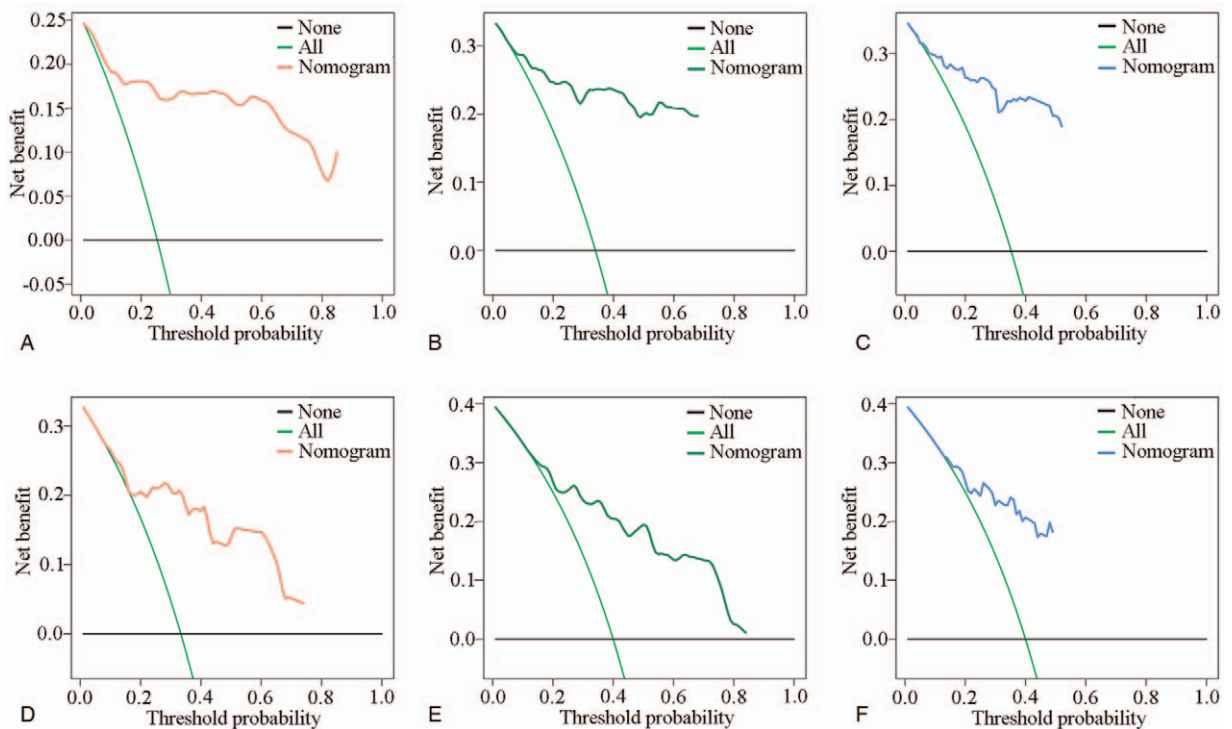 0.25
0.20
0.15
0.10
0.05
0.00
-0.05
Net benefit
None
All
Nomogram
0.0 0.2 0.4 0.6 0.8 1.0
Threshold probability
A
0.3
0.2
0.1
0.0
Net benefit
None
All
Nomogram
0.0 0.2 0.4 0.6 0.8 1.0
Threshold probability
B
0.3
0.2
0.1
0.0
Net benefit
None
All
Nomogram
0.0 0.2 0.4 0.6 0.8 1.0
Threshold probability
C
0.3
0.2
0.1
0.0
Net benefit
None
All
Nomogram
0.0 0.2 0.4 0.6 0.8 1.0
Threshold probability
D
0.4
0.3
0.2
0.1
0.0
Net benefit
None
All
Nomogram
0.0 0.2 0.4 0.6 0.8 1.0
Threshold probability
E
0.4
0.3
0.2
0.1
0.0
Net benefit
None
All
Nomogram
0.0 0.2 0.4 0.6 0.8 1.0
Threshold probability
F